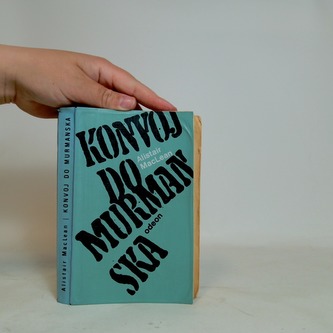 KONVOJ
Alistair
MacLean
DO
MURMAN
odeon
SKA
Alistair MacLean | KONVOJ DO MURMANSKA